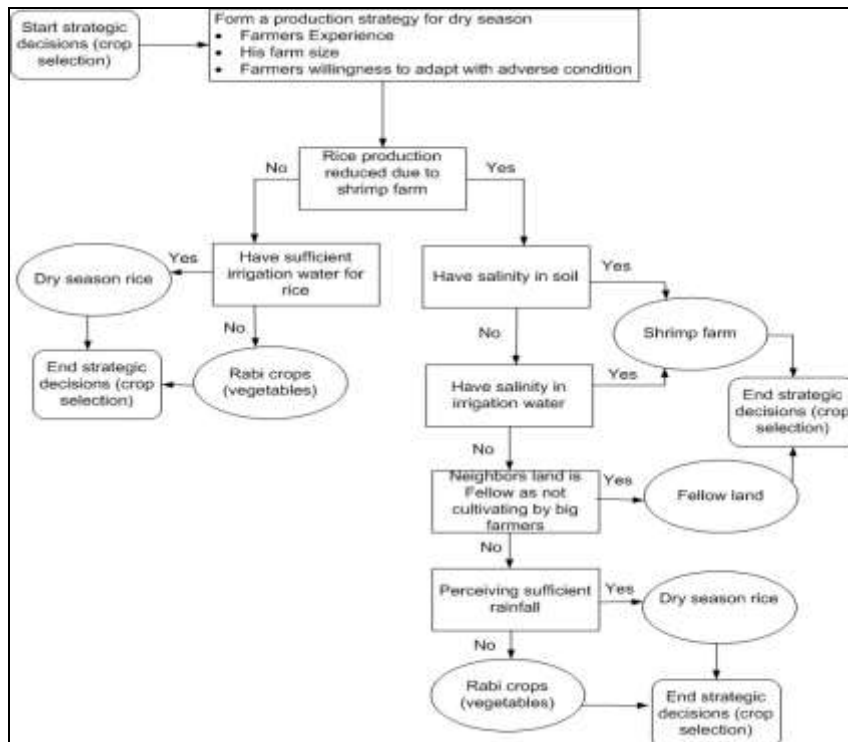 Start strategic
decisions (crop
selection)
Form a production strategy for dry season
• Farmers Experience
• His farm size
• Farmers willingness to adapt with adverse condition
No
Rice production
reduced due to
shrimp farm
Yes
Yes
Have sufficient
irrigation water for
rice
Dry season rice
No
Have salinity in soil
Yes
Shrimp farm
No
End strategic
decisions (crop
selection)
Rabi crops
(vegetables)
Have salinity in
irrigation water
Yes
End strategic
decisions (crop
selection)
No
Neighbors land is
Fellow as not
cultivating by big
farmers
Yes
Fellow land
No
Perceiving sufficient
rainfall
Yes
Dry season rice
No
Rabi crops
(vegetables)
End strategic
decisions (crop
selection)